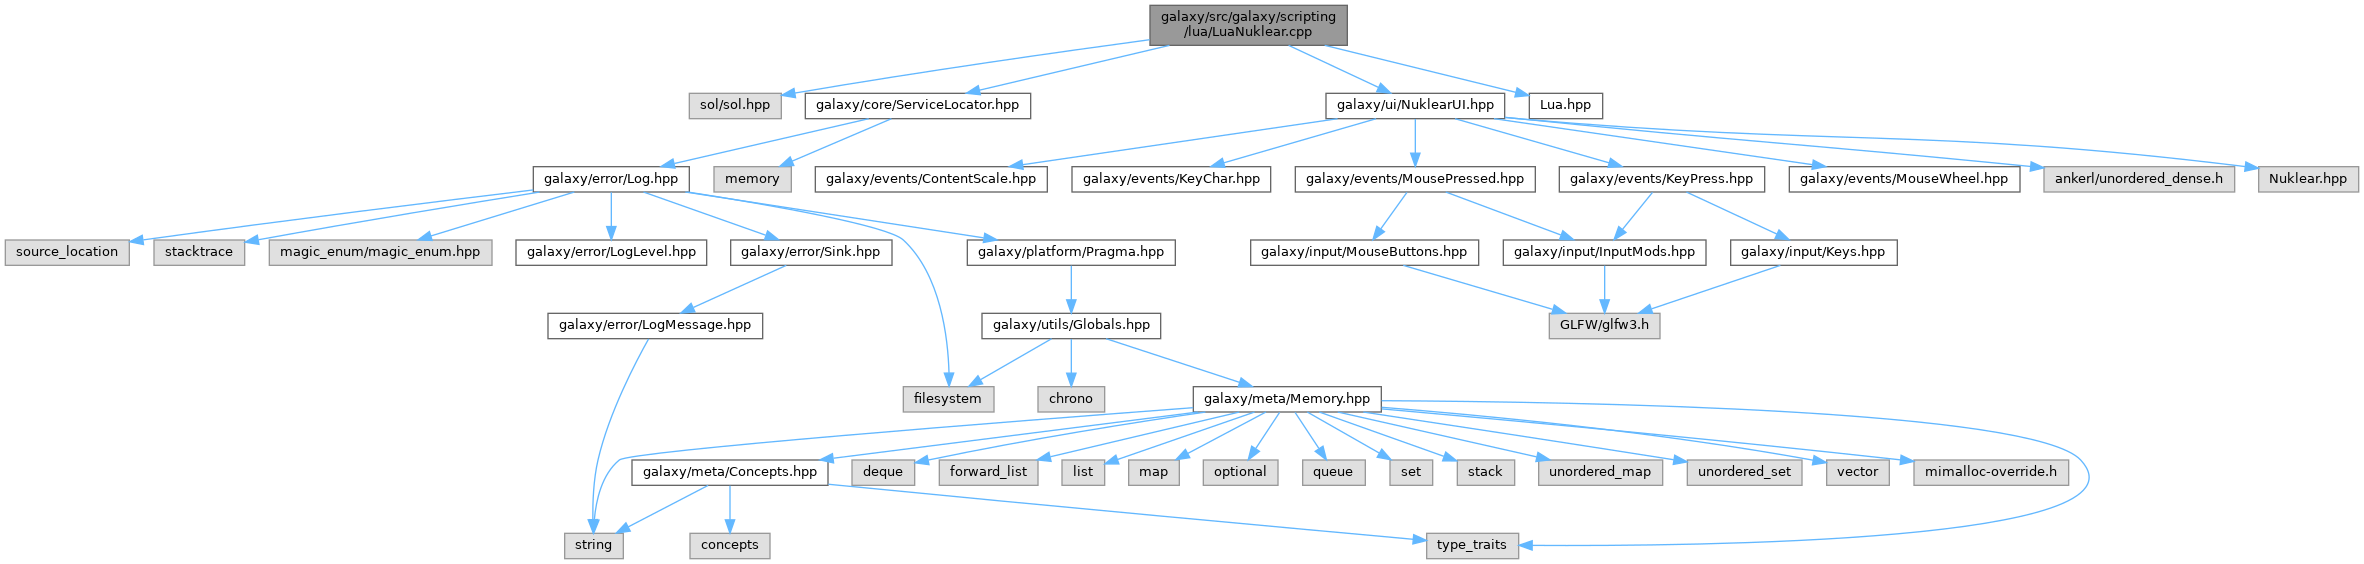 galaxy/src/galaxy/scripting
/lua/LuaNuklear.cpp
sol/sol.hpp
galaxy/core/ServiceLocator.hpp
galaxy/ui/NuklearUI.hpp
Lua.hpp
galaxy/error/Log.hpp
memory
galaxy/events/ContentScale.hpp
galaxy/events/KeyChar.hpp
galaxy/events/MousePressed.hpp
galaxy/events/KeyPress.hpp
galaxy/events/MouseWheel.hpp
ankerl/unordered_dense.h
Nuklear.hpp
source_location
stacktrace
magic_enum/magic_enum.hpp
galaxy/error/LogLevel.hpp
galaxy/error/Sink.hpp
galaxy/platform/Pragma.hpp
galaxy/input/MouseButtons.hpp
galaxy/input/InputMods.hpp
galaxy/input/Keys.hpp
galaxy/error/LogMessage.hpp
galaxy/utils/Globals.hpp
GLFW/glfw3.h
filesystem
chrono
galaxy/meta/Memory.hpp
galaxy/meta/Concepts.hpp
deque
forward_list
list
map
optional
queue
set
stack
unordered_map
unordered_set
vector
mimalloc-override.h
string
concepts
type_traits